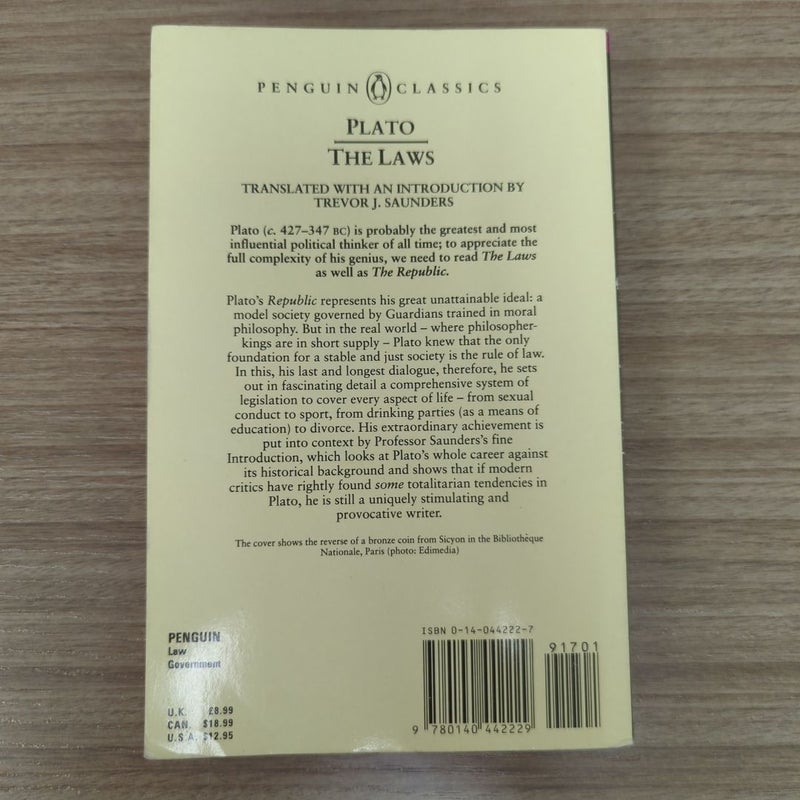 PENGUIN CLASSICS
PLATO
THE LAWS
TRANSLATED WITH AN INTRODUCTION BY
TREVOR J. SAUNDERS
Plato (c. 427–347 BC) is probably the greatest and most
influential political thinker of all time; to appreciate the
full complexity of his genius, we need to read The Laws
as well as The Republic.
Plato's Republic represents his great unattainable ideal: a
model society governed by Guardians trained in moral
philosophy. But in the real world – where philosopher-
kings are in short supply – Plato knew that the only
foundation for a stable and just society is the rule of law.
In this, his last and longest dialogue, therefore, he sets
out in fascinating detail a comprehensive system of
legislation to cover every aspect of life – from sexual
conduct to sport, from drinking parties (as a means of
education) to divorce. His extraordinary achievement is
put into context by Professor Saunders's fine
Introduction, which looks at Plato's whole career against
its historical background and shows that if modern
critics have rightly found some totalitarian tendencies in
Plato, he is still a uniquely stimulating and
provocative writer.
The cover shows the reverse of a bronze coin from Sicyon in the Bibliothèque
Nationale, Paris (photo: Edimedia)
PENGUIN
Law
Government
U.K. £8.99
CAN. $18.99
U.S.A. $12.95
ISBN 0-14-044222-7
91701
9 780140 442229